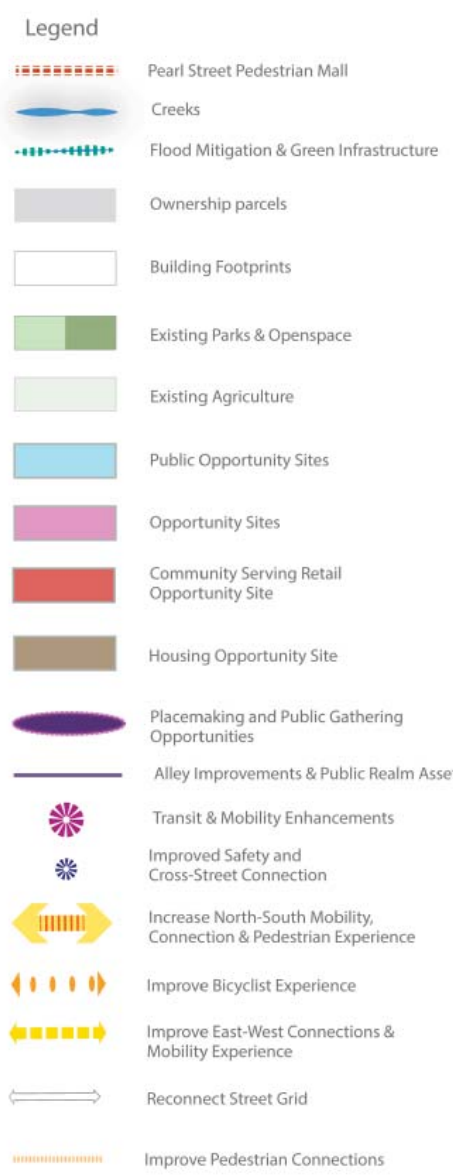 Legend
Pearl Street Pedestrian Mall
Creeks
Flood Mitigation & Green Infrastructure
Ownership parcels
Building Footprints
Existing Parks & Openspace
Existing Agriculture
Public Opportunity Sites
Opportunity Sites
Community Serving Retail
Opportunity Site
Housing Opportunity Site
Placemaking and Public Gathering
Opportunities
Alley Improvements & Public Realm Asse
Transit & Mobility Enhancements
Improved Safety and
Cross-Street Connection
Increase North-South Mobility,
Connection & Pedestrian Experience
Improve Bicyclist Experience
Improve East-West Connections &
Mobility Experience
Reconnect Street Grid
Improve Pedestrian Connections